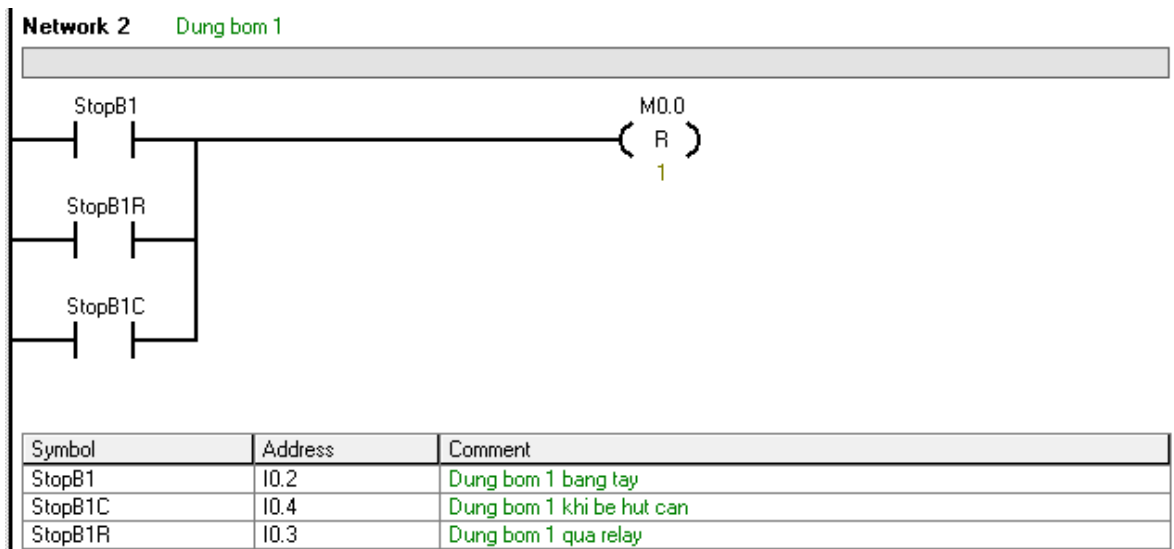 Network 2 Dung bom 1
StopB1 M0.0
R
1
StopB1R
StopB1C
Symbol Address Comment
StopB1 I0.2 Dung bom 1 bang tay
StopB1C I0.4 Dung bom 1 khi be hut can
StopB1R I0.3 Dung bom 1 qua relay